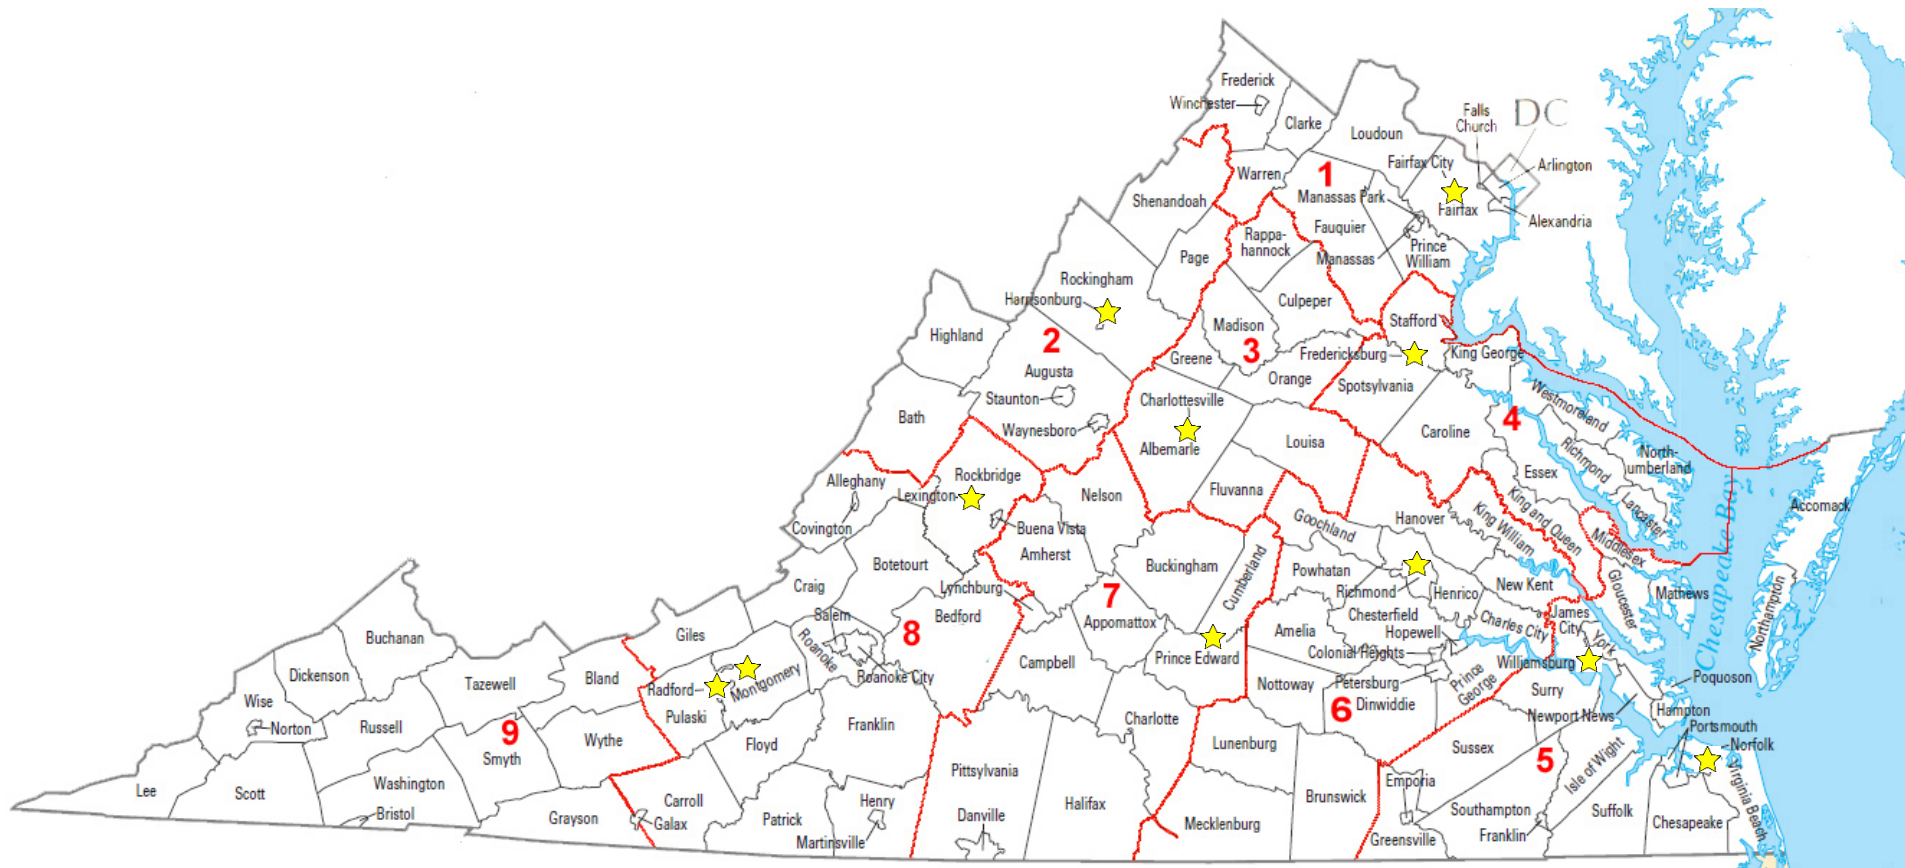 Frederick
Winchester
Clarke
Loudoun
Falls
Church
DC
Fairfax City
Arlington
Warren
1
Manassas Park
Fairfax
Alexandria
Shenandoah
Fauquier
Rappa-
hannock
Prince
William
Manassas
Page
Rockingham
Harrisonburg
Culpeper
Highland
2
Madison
3
Stafford
Greene
Fredericksburg
King George
Augusta
Orange
Spotsylvania
Staunton
Charlottesville
Westmoreland
4
Bath
Waynesboro
Albemarle
Louisa
Caroline
North-
umberland
Richmond
Essex
Alleghany
Rockbridge
Lexington
Nelson
Fluvanna
Lancaster
Accomack
Chesapeake Bay
Covington
Buena Vista
Goochland
Hanover
King William
King and Queen
Middlesex
Amherst
Botetourt
Buckingham
Cumberland
Powhatan
Craig
Lynchburg
Richmond
Henrico
New Kent
Gloucester
Mathews
Northampton
7
Salem
Bedford
Appomattox
Chesterfield
Charles City
James
City
York
8
Giles
Roanoke
Amelia
Hopewell
Colonial Heights
Buchanan
Campbell
Prince Edward
Williamsburg
Dickenson
Tazewell
Bland
Radford
Montgomery
Roanoke City
Nottoway
Petersburg
Prince
George
Surry
Poquoson
Wise
Norton
Russell
Pulaski
Franklin
Charlotte
6
Dinwiddie
Newport News
Hampton
Portsmouth
9
Smyth
Wythe
Floyd
Lunenburg
Sussex
5
Isle of Wight
Norfolk
Virginia Beach
Lee
Scott
Washington
Bristol
Grayson
Carroll
Galax
Patrick
Henry
Martinsville
Pittsylvania
Danville
Halifax
Mecklenburg
Brunswick
Emporia
Greensville
Southampton
Franklin
Suffolk
Chesapeake